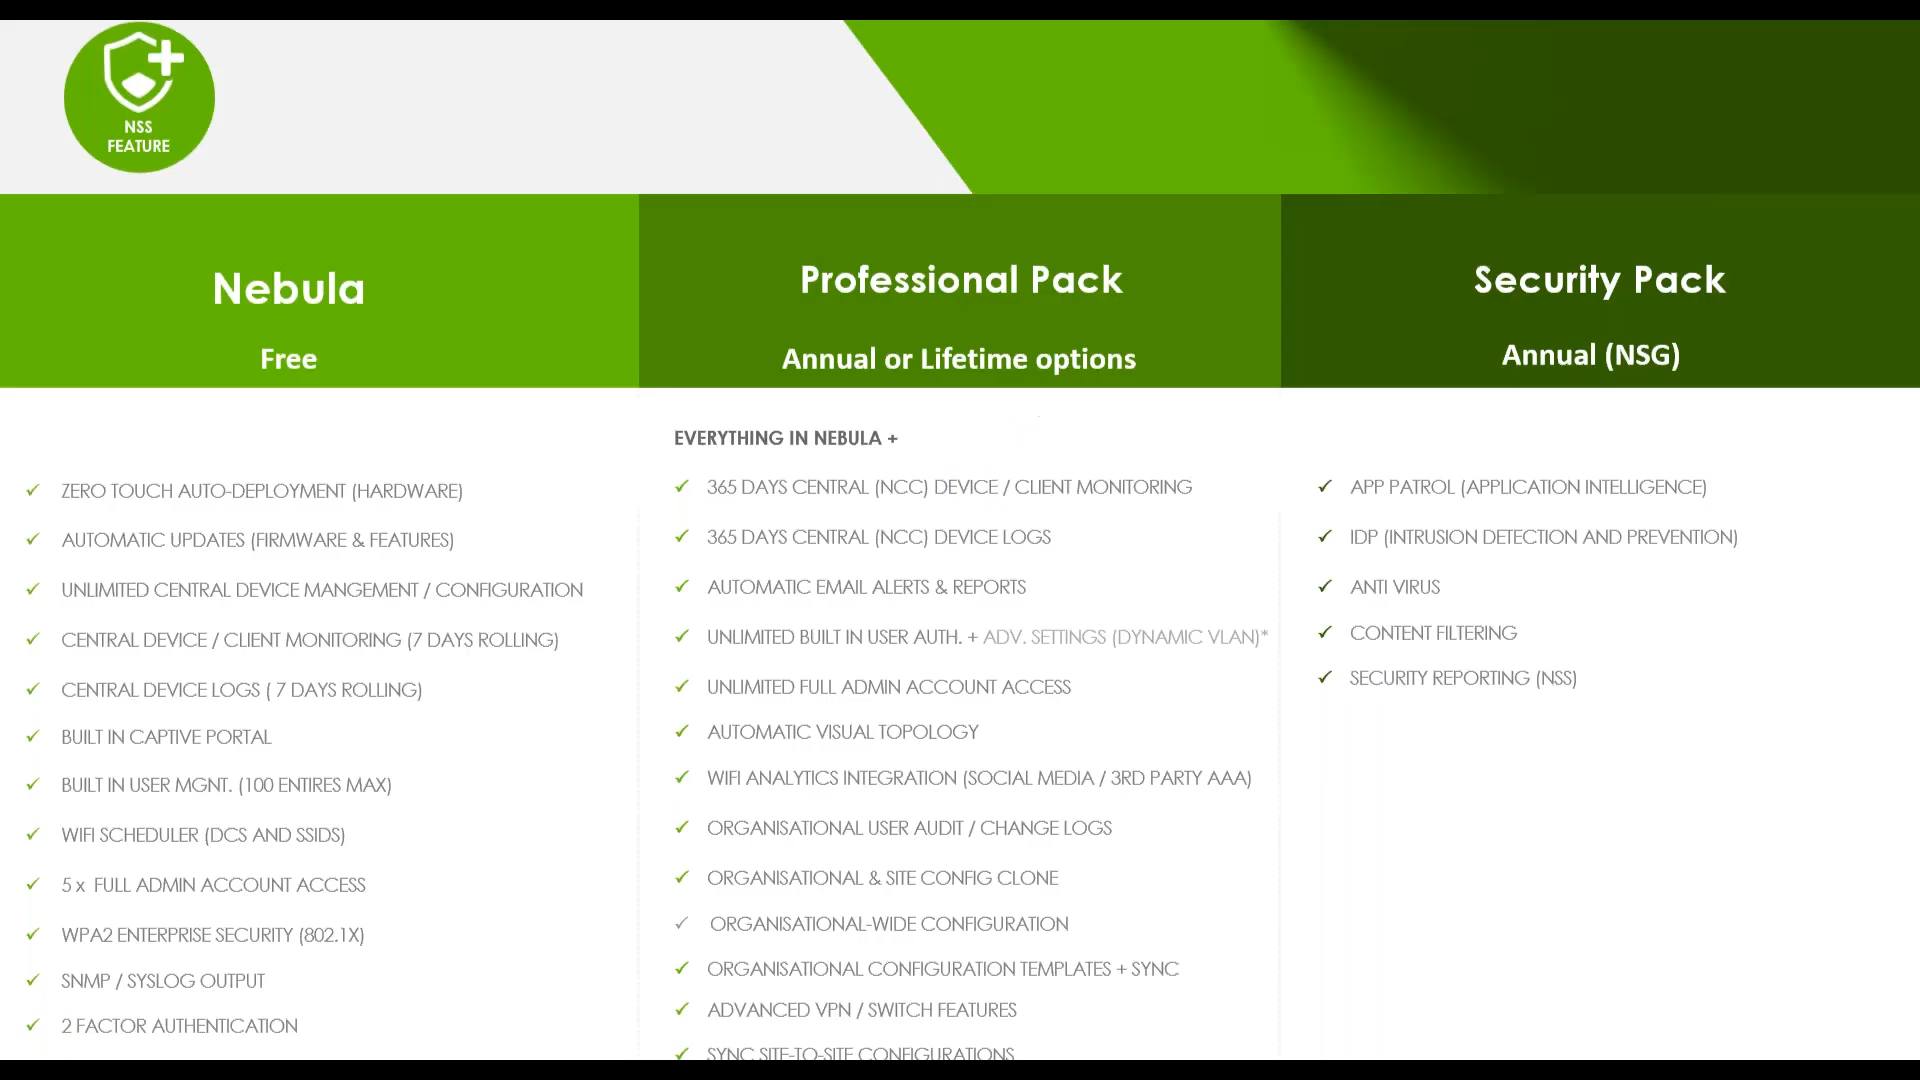 NSS
FEATURE
Nebula
Free
Professional Pack
Annual or Lifetime options
Security Pack
Annual (NSG)
ZERO TOUCH AUTO-DEPLOYMENT (HARDWARE)
AUTOMATIC UPDATES (FIRMWARE & FEATURES)
UNLIMITED CENTRAL DEVICE MANGEMENT / CONFIGURATION
CENTRAL DEVICE / CLIENT MONITORING (7 DAYS ROLLING)
CENTRAL DEVICE LOGS ( 7 DAYS ROLLING)
BUILT IN CAPTIVE PORTAL
BUILT IN USER MGNT. (100 ENTIRES MAX)
WIFI SCHEDULER (DCS AND SSIDS)
5 x FULL ADMIN ACCOUNT ACCESS
WPA2 ENTERPRISE SECURITY (802.1X)
SNMP / SYSLOG OUTPUT
2 FACTOR AUTHENTICATION
EVERYTHING IN NEBULA +
365 DAYS CENTRAL (NCC) DEVICE / CLIENT MONITORING
365 DAYS CENTRAL (NCC) DEVICE LOGS
AUTOMATIC EMAIL ALERTS & REPORTS
UNLIMITED BUILT IN USER AUTH. + ADV. SETTINGS (DYNAMIC VLAN)*
UNLIMITED FULL ADMIN ACCOUNT ACCESS
AUTOMATIC VISUAL TOPOLOGY
WIFI ANALYTICS INTEGRATION (SOCIAL MEDIA / 3RD PARTY AAA)
ORGANISATIONAL USER AUDIT / CHANGE LOGS
ORGANISATIONAL & SITE CONFIG CLONE
ORGANISATIONAL-WIDE CONFIGURATION
ORGANISATIONAL CONFIGURATION TEMPLATES + SYNC
ADVANCED VPN / SWITCH FEATURES
SYNC SITE-TO-SITE CONFIGURATIONS
APP PATROL (APPLICATION INTELLIGENCE)
IDP (INTRUSION DETECTION AND PREVENTION)
ANTI VIRUS
CONTENT FILTERING
SECURITY REPORTING (NSS)